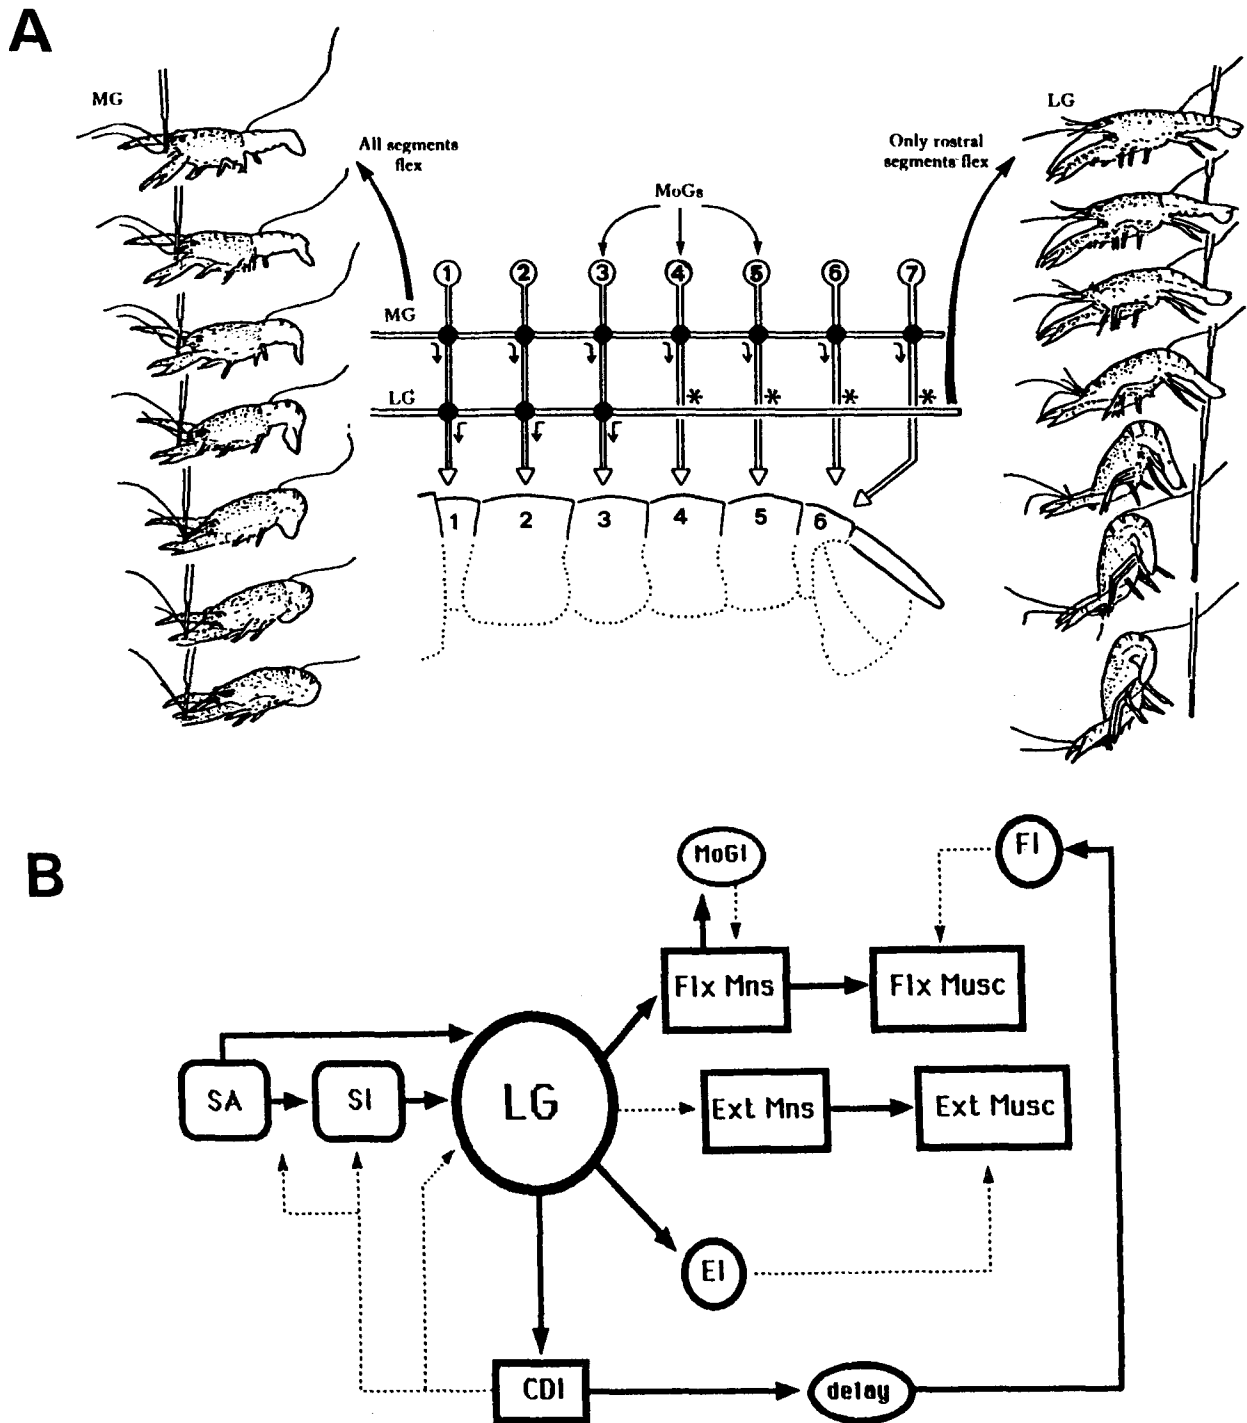 A
MG
LG
All segments
flex
Only rostral
segments flex
MoGs
1 2 3 4 5 6 7
MG
LG
* * * *
1 2 3 4 5 6
B
MoGI
FI
Flx Mns
Flx Musc
SA
SI
LG
Ext Mns
Ext Musc
EI
CDI
delay